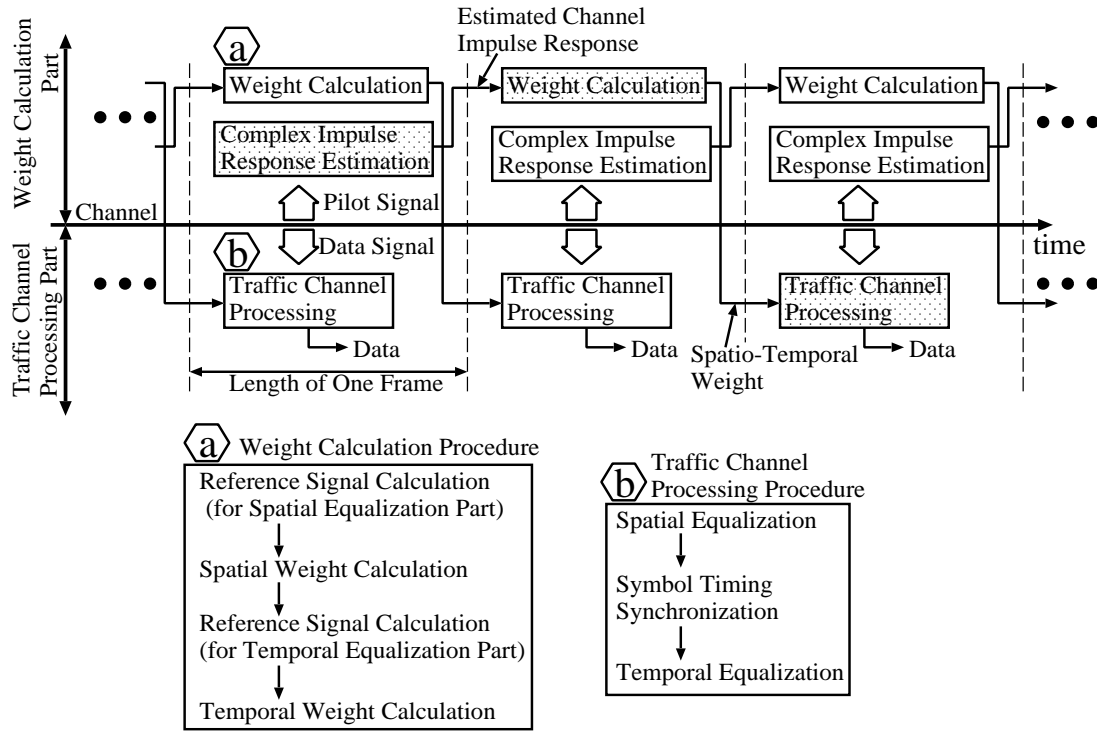 Weight Calculation
Part
Traffic Channel
Processing Part
Estimated Channel
Impulse Response
a
Weight Calculation
Weight Calculation
Weight Calculation
Complex Impulse
Response Estimation
Complex Impulse
Response Estimation
Complex Impulse
Response Estimation
Pilot Signal
Channel
time
Data Signal
b
Traffic Channel
Processing
Traffic Channel
Processing
Traffic Channel
Processing
Data
Data
Data
Spatio-Temporal
Weight
Length of One Frame
a Weight Calculation Procedure
Reference Signal Calculation
(for Spatial Equalization Part)
Spatial Weight Calculation
Reference Signal Calculation
(for Temporal Equalization Part)
Temporal Weight Calculation
b Traffic Channel
Processing Procedure
Spatial Equalization
Symbol Timing
Synchronization
Temporal Equalization